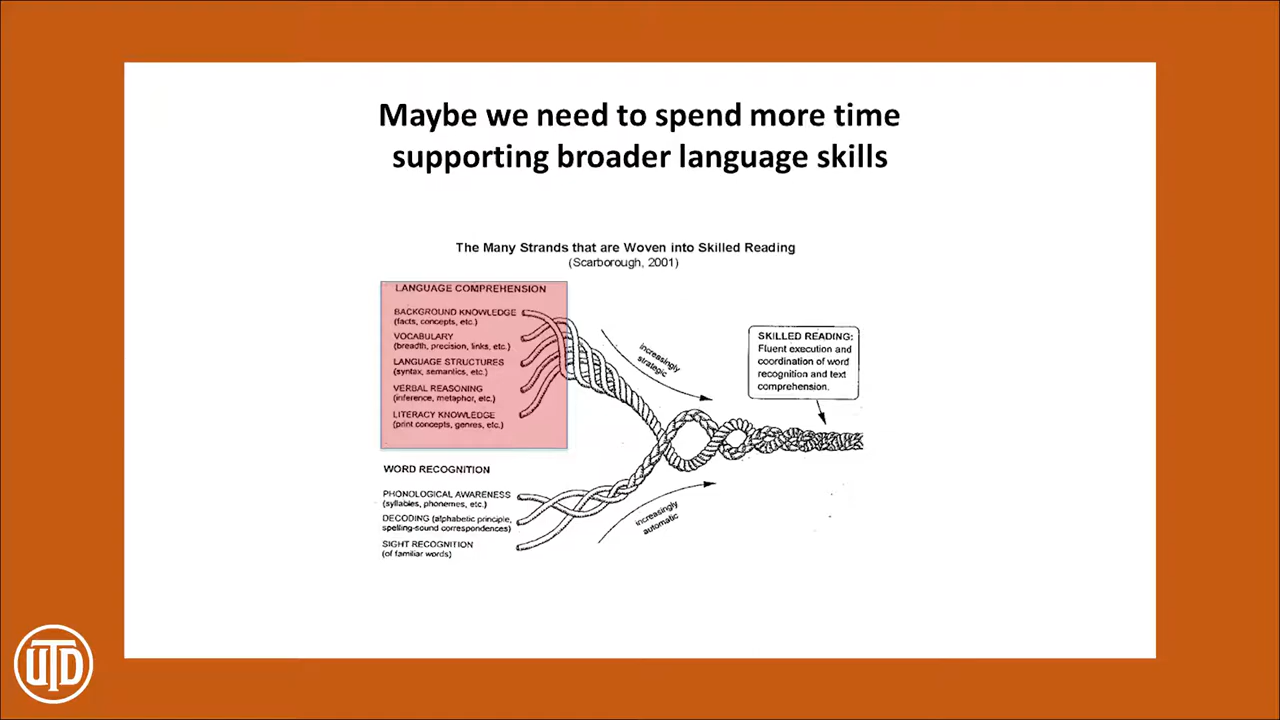 Maybe we need to spend more time
supporting broader language skills
The Many Strands that are Woven into Skilled Reading
(Scarborough, 2001)
LANGUAGE COMPREHENSION
BACKGROUND KNOWLEDGE
(facts, concepts, etc.)
VOCABULARY
(breadth, precision, links, etc.)
LANGUAGE STRUCTURES
(syntax, semantics, etc.)
VERBAL REASONING
(inference, metaphor, etc.)
LITERACY KNOWLEDGE
(print concepts, genres, etc.)
increasingly
strategic
SKILLED READING:
Fluent execution and
coordination of word
recognition and text
comprehension.
WORD RECOGNITION
PHONOLOGICAL AWARENESS
(syllables, phonemes, etc.)
DECODING (alphabetic principle,
spelling-sound correspondences)
SIGHT RECOGNITION
(of familiar words)
increasingly
automatic
UTD